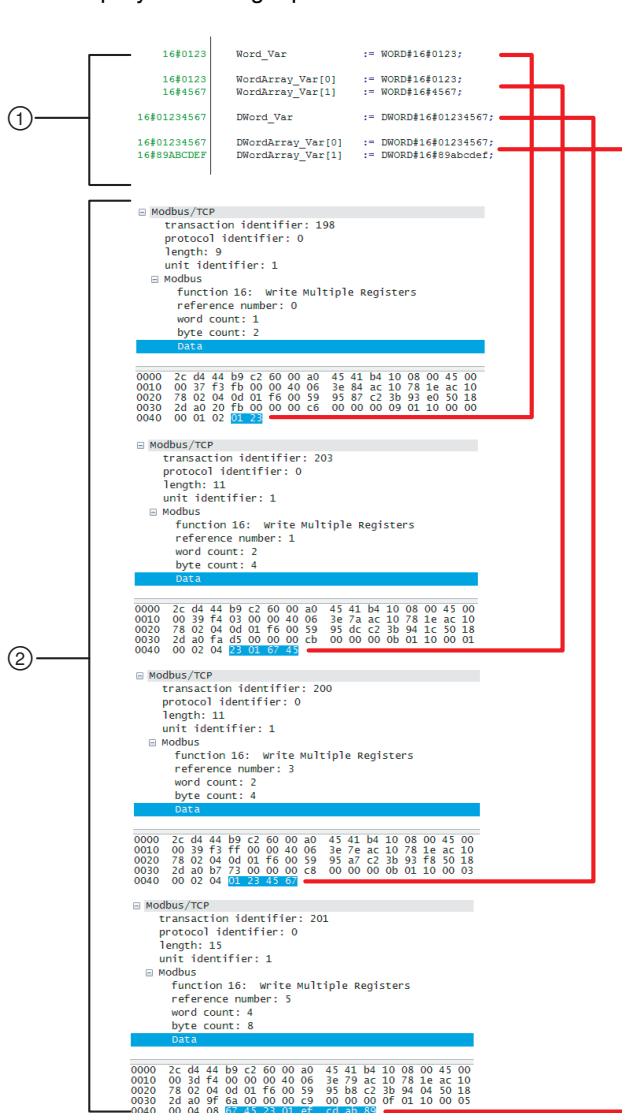 16#0123 Word_Var := WORD#16#0123;
16#0123 WordArray_Var[0] := WORD#16#0123;
16#4567 WordArray_Var[1] := WORD#16#4567;
16#01234567 DWord_Var := DWORD#16#01234567;
16#01234567 DWordArray_Var[0] := DWORD#16#01234567;
16#89ABCDEF DWordArray_Var[1] := DWORD#16#89abcdef;
1
Modbus/TCP
transaction identifier: 198
protocol identifier: 0
length: 9
unit identifier: 1
Modbus
function 16: Write Multiple Registers
reference number: 0
word count: 1
byte count: 2
Data
0000 2c d4 44 b9 c2 60 00 a0 45 41 b4 10 08 00 45 00
0010 00 37 f3 fb 00 00 40 06 3e 84 ac 10 78 1e ac 10
0020 78 02 04 0d 01 f6 00 59 95 87 c2 3b 93 e0 50 18
0030 2d a0 20 fb 00 00 00 c6 00 00 00 09 01 10 00 00
0040 00 01 02 01 23
Modbus/TCP
transaction identifier: 203
protocol identifier: 0
length: 11
unit identifier: 1
Modbus
function 16: Write Multiple Registers
reference number: 1
word count: 2
byte count: 4
Data
0000 2c d4 44 b9 c2 60 00 a0 45 41 b4 10 08 00 45 00
0010 00 39 f4 03 00 00 40 06 3e 7a ac 10 78 1e ac 10
0020 78 02 04 0d 01 f6 00 59 95 dc c2 3b 94 1c 50 18
0030 2d a0 fa d5 00 00 00 cb 00 00 00 0b 01 10 00 01
0040 00 02 04 23 01 67 45
2
Modbus/TCP
transaction identifier: 200
protocol identifier: 0
length: 11
unit identifier: 1
Modbus
function 16: Write Multiple Registers
reference number: 3
word count: 2
byte count: 4
Data
0000 2c d4 44 b9 c2 60 00 a0 45 41 b4 10 08 00 45 00
0010 00 39 f3 ff 00 00 40 06 3e 7e ac 10 78 1e ac 10
0020 78 02 04 0d 01 f6 00 59 95 a7 c2 3b 93 f8 50 18
0030 2d a0 b7 73 00 00 00 c8 00 00 00 0b 01 10 00 03
0040 00 02 04 01 23 45 67
Modbus/TCP
transaction identifier: 201
protocol identifier: 0
length: 15
unit identifier: 1
Modbus
function 16: Write Multiple Registers
reference number: 5
word count: 4
byte count: 8
Data
0000 2c d4 44 b9 c2 60 00 a0 45 41 b4 10 08 00 45 00
0010 00 3d f4 00 00 00 40 06 3e 79 ac 10 78 1e ac 10
0020 78 02 04 0d 01 f6 00 59 95 b8 c2 3b 94 04 50 18
0030 2d a0 9f 6a 00 00 00 c9 00 00 00 0f 01 10 00 05
0040 00 04 08 67 45 23 01 ef cd ab 89